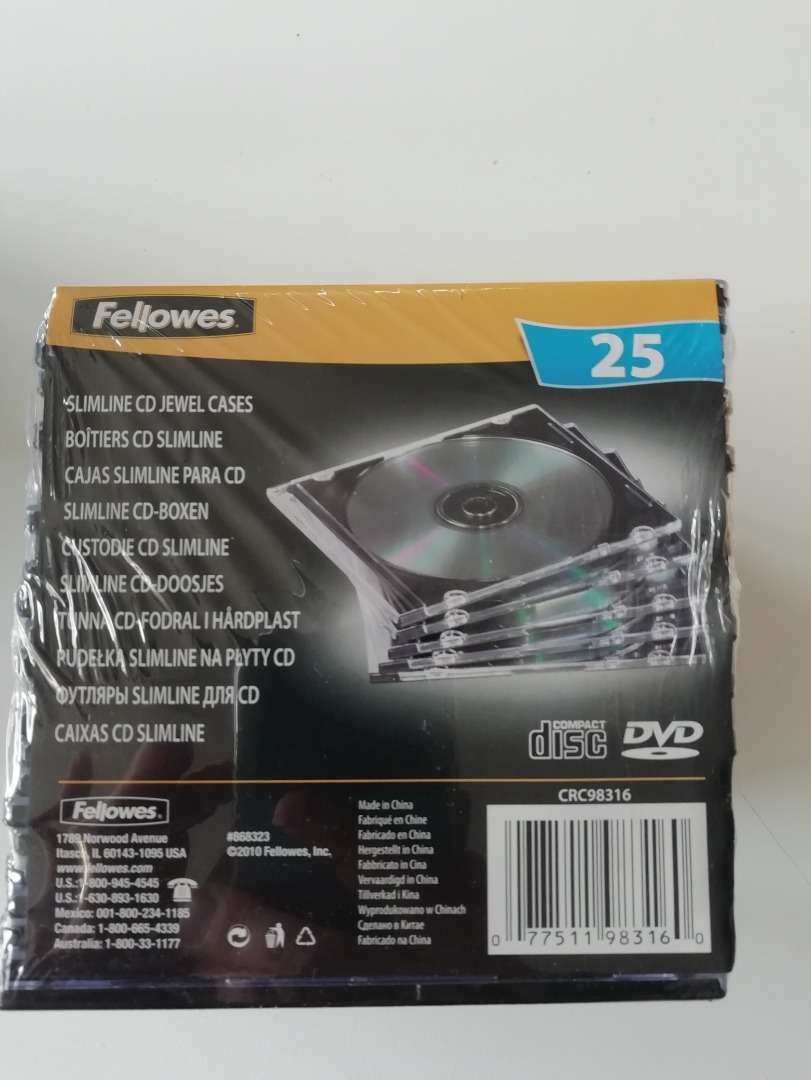 Fellowes
25
SLIMLINE CD JEWEL CASES
BOÎTIERS CD SLIMLINE
CAJAS SLIMLINE PARA CD
SLIMLINE CD-BOXEN
CUSTODIE CD SLIMLINE
SLIMLINE CD-DOOSJES
TUNNA CD-FODRAL I HÅRDPLAST
PUDEŁKA SLIMLINE NA PŁYTY CD
ФУТЛЯРЫ SLIMLINE ДЛЯ CD
CAIXAS CD SLIMLINE
COMPACT
disc
DVD
CRC98316
Fellowes.
1789 Norwood Avenue
Itasca, IL 60143-1095 USA
www.fellowes.com
U.S.:1-800-945-4545
U.S.:1-630-893-1630
Mexico: 001-800-234-1185
Canada: 1-800-665-4339
Australia: 1-800-33-1177
#868323
©2010 Fellowes, Inc.
Made in China
Fabriqué en Chine
Fabricado en China
Hergestellt in China
Fabbricato in Cina
Vervaardigd in China
Tillverkad i Kina
Wyprodukowano w Chinach
Сделано в Китае
Fabricado na China
0 77511 98316 0